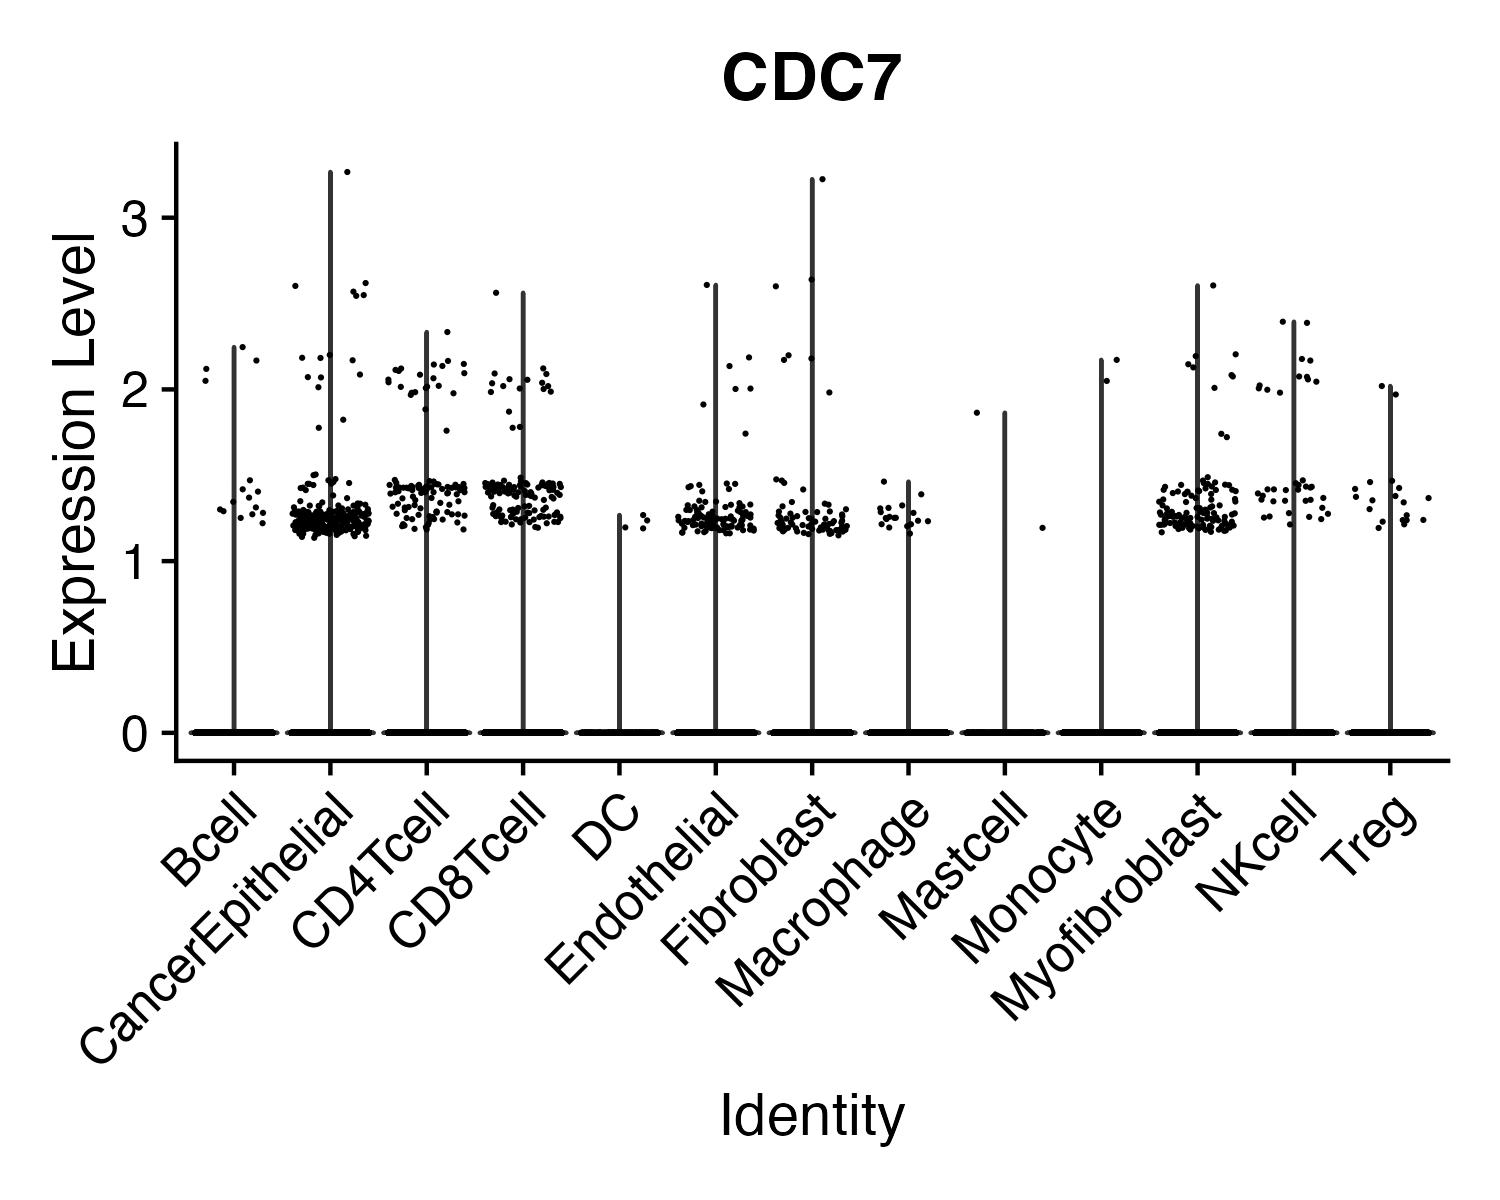 CDC7
Expression Level
3
2
1
0
Bcell
CancerEpithelial
CD4Tcell
CD8Tcell
DC
Endothelial
Fibroblast
Macrophage
Mastcell
Monocyte
Myofibroblast
NKcell
Treg
Identity